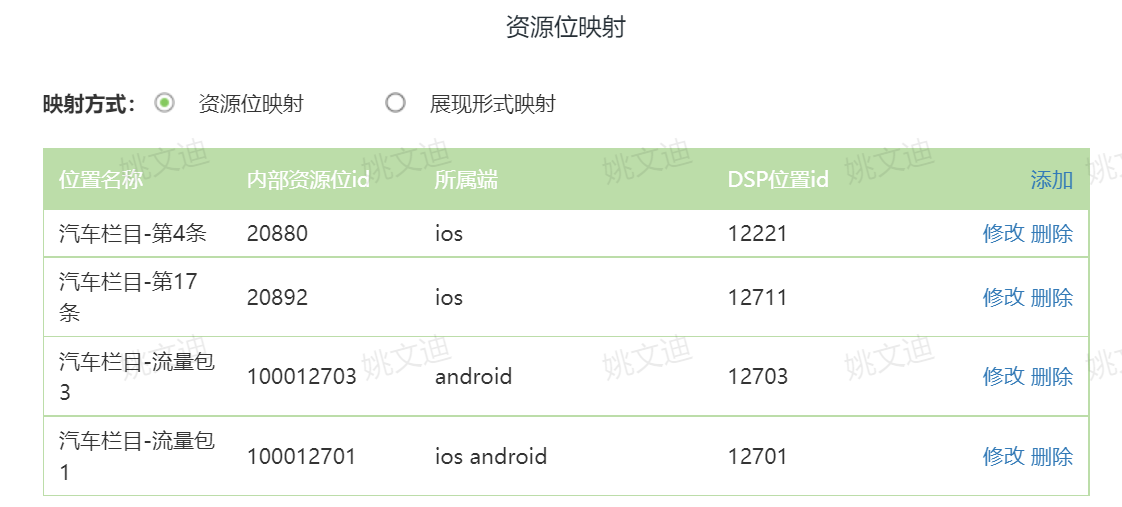 资源位映射
映射方式： 资源位映射 展现形式映射
位置名称 内部资源位id 所属端 DSP位置id 添加
汽车栏目-第4条 20880 ios 12221 修改 删除
汽车栏目-第17
条 20892 ios 12711 修改 删除
汽车栏目-流量包
3 100012703 android 12703 修改 删除
汽车栏目-流量包
1 100012701 ios android 12701 修改 删除
姚文迪 姚文迪 姚文迪 姚文迪 姚文
姚文迪 姚文迪 姚文迪 姚文迪 姚文